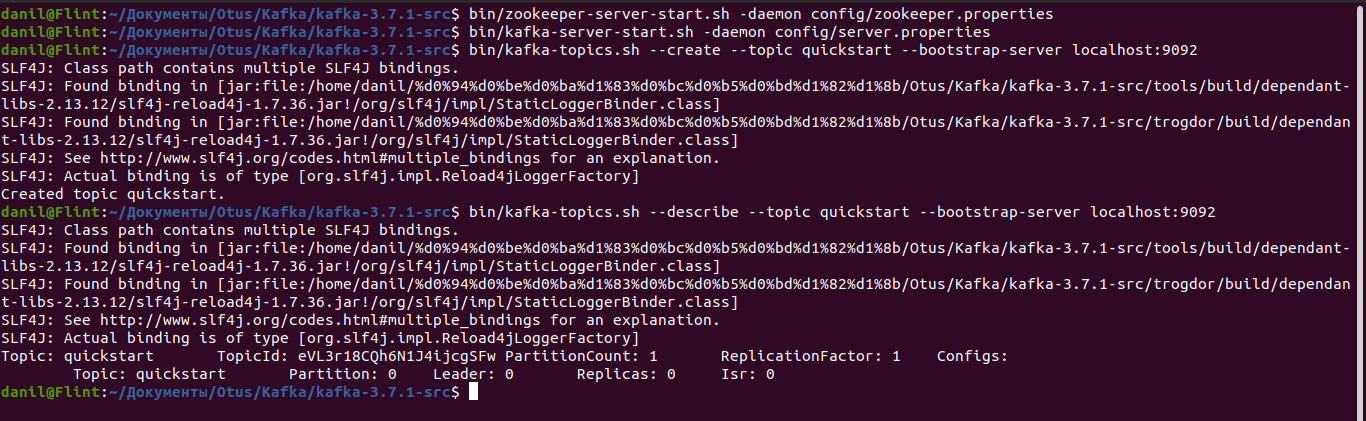 danil@Flint:~/Документы/Otus/Kafka/kafka-3.7.1-src$ bin/zookeeper-server-start.sh -daemon config/zookeeper.properties
danil@Flint:~/Документы/Otus/Kafka/kafka-3.7.1-src$ bin/kafka-server-start.sh -daemon config/server.properties
danil@Flint:~/Документы/Otus/Kafka/kafka-3.7.1-src$ bin/kafka-topics.sh --create --topic quickstart --bootstrap-server localhost:9092
SLF4J: Class path contains multiple SLF4J bindings.
SLF4J: Found binding in [jar:file:/home/danil/%d0%94%d0%be%d0%ba%d1%83%d0%bc%d0%b5%d0%bd%d1%82%d1%8b/Otus/Kafka/kafka-3.7.1-src/tools/build/dependant-
libs-2.13.12/slf4j-reload4j-1.7.36.jar!/org/slf4j/impl/StaticLoggerBinder.class]
SLF4J: Found binding in [jar:file:/home/danil/%d0%94%d0%be%d0%ba%d1%83%d0%bc%d0%b5%d0%bd%d1%82%d1%8b/Otus/Kafka/kafka-3.7.1-src/trogdor/build/dependan
t-libs-2.13.12/slf4j-reload4j-1.7.36.jar!/org/slf4j/impl/StaticLoggerBinder.class]
SLF4J: See http://www.slf4j.org/codes.html#multiple_bindings for an explanation.
SLF4J: Actual binding is of type [org.slf4j.impl.Reload4jLoggerFactory]
Created topic quickstart.
danil@Flint:~/Документы/Otus/Kafka/kafka-3.7.1-src$ bin/kafka-topics.sh --describe --topic quickstart --bootstrap-server localhost:9092
SLF4J: Class path contains multiple SLF4J bindings.
SLF4J: Found binding in [jar:file:/home/danil/%d0%94%d0%be%d0%ba%d1%83%d0%bc%d0%b5%d0%bd%d1%82%d1%8b/Otus/Kafka/kafka-3.7.1-src/tools/build/dependant-
libs-2.13.12/slf4j-reload4j-1.7.36.jar!/org/slf4j/impl/StaticLoggerBinder.class]
SLF4J: Found binding in [jar:file:/home/danil/%d0%94%d0%be%d0%ba%d1%83%d0%bc%d0%b5%d0%bd%d1%82%d1%8b/Otus/Kafka/kafka-3.7.1-src/trogdor/build/dependan
t-libs-2.13.12/slf4j-reload4j-1.7.36.jar!/org/slf4j/impl/StaticLoggerBinder.class]
SLF4J: See http://www.slf4j.org/codes.html#multiple_bindings for an explanation.
SLF4J: Actual binding is of type [org.slf4j.impl.Reload4jLoggerFactory]
Topic: quickstart       TopicId: eVL3r18CQh6N1J4ijcgSFw PartitionCount: 1       ReplicationFactor: 1    Configs:
        Topic: quickstart       Partition: 0    Leader: 0       Replicas: 0     Isr: 0
danil@Flint:~/Документы/Otus/Kafka/kafka-3.7.1-src$